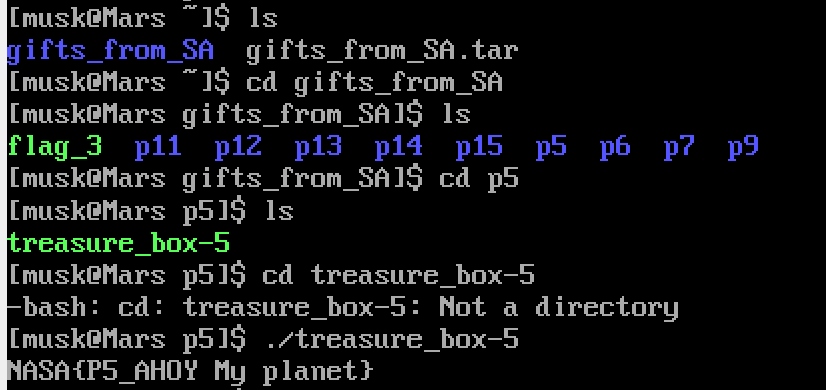 [musk@Mars ~]$ ls
gifts_from_SA  gifts_from_SA.tar
[musk@Mars ~]$ cd gifts_from_SA
[musk@Mars gifts_from_SA]$ ls
flag_3  p11  p12  p13  p14  p15  p5  p6  p7  p9
[musk@Mars gifts_from_SA]$ cd p5
[musk@Mars p5]$ ls
treasure_box-5
[musk@Mars p5]$ cd treasure_box-5
-bash: cd: treasure_box-5: Not a directory
[musk@Mars p5]$ ./treasure_box-5
NASA{P5_AHOY My planet}